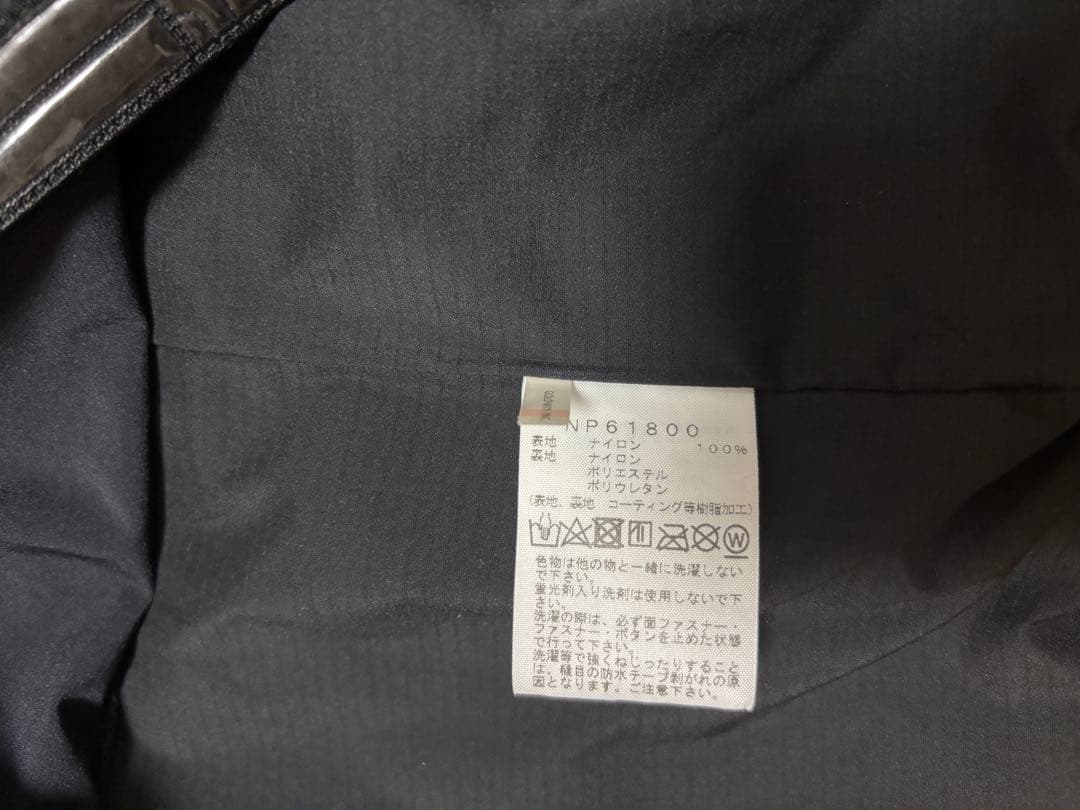 GOLDWIN INC.
NP61800
表地 ナイロン 100%
裏地 ナイロン
ポリエステル
ポリウレタン
(表地、裏地 コーティング等樹脂加工)
W
色物は他の物と一緒に洗濯しない
で下さい。
蛍光剤入り洗剤は使用しないで下
さい。
洗濯の際は、必ず面ファスナー・
ファスナー・ボタンを止めた状態
で行って下さい。
洗濯等で強くねじったりすること
は、縫目の防水テープ剥がれの原
因となります。ご注意下さい。